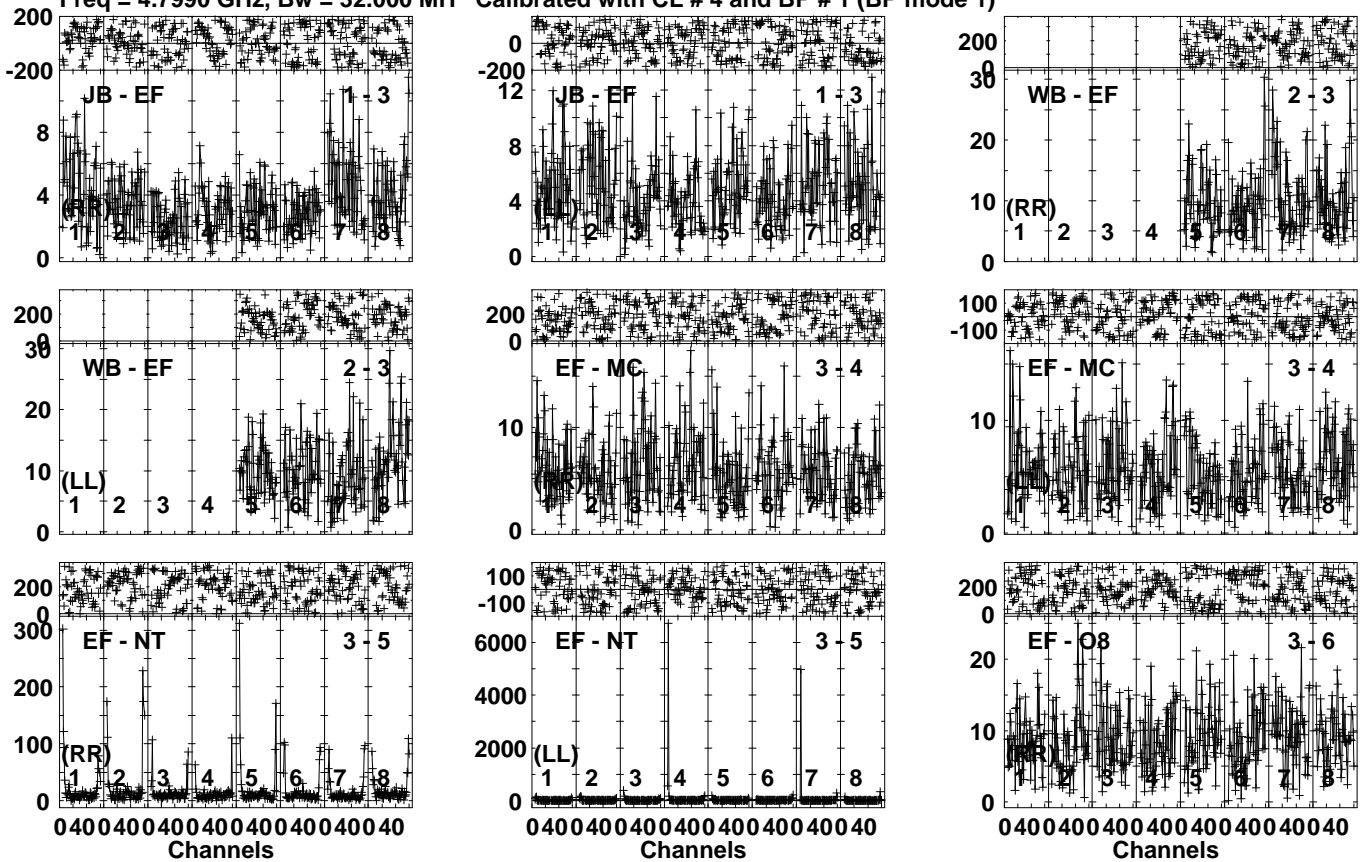 Freq = 4.7990 GHz, Bw = 32.000 MH Calibrated with CL # 4 and BP # 1 (BP mode 1)
200 200 200
0 0
-200 -200 0
JB - EF 1 - 3 JB - EF 1 - 3 WB - EF 2 - 3
12 30
8 8 20
4 4 10
(RR) (LL) (RR)
1 2 3 4 5 6 7 8 1 2 3 4 5 6 7 8 1 2 3 4 5 6 7 8
0 0 0
200 200 100
0 0 -100
30
WB - EF 2 - 3 EF - MC 3 - 4 EF - MC 3 - 4
20
10 10 10
(LL) (RR) (LL)
1 2 3 4 5 6 7 8 1 2 3 4 5 6 7 8 1 2 3 4 5 6 7 8
0 0 0
200 100 200
0 -100 0
300 6000
EF - NT 3 - 5 EF - NT 3 - 5 EF - O8 3 - 6
200 4000 20
100 2000 10
(RR) (LL) (RR)
1 2 3 4 5 6 7 8 1 2 3 4 5 6 7 8 1 2 3 4 5 6 7 8
0 0 0
0 40 0 40 0 40 0 40 0 40 0 40 0 40 0 40 0 40 0 40 0 40 0 40 0 40 0 40 0 40 0 40 0 40 0 40 0 40 0 40 0 40 0 40 0 40 0 40
Channels Channels Channels